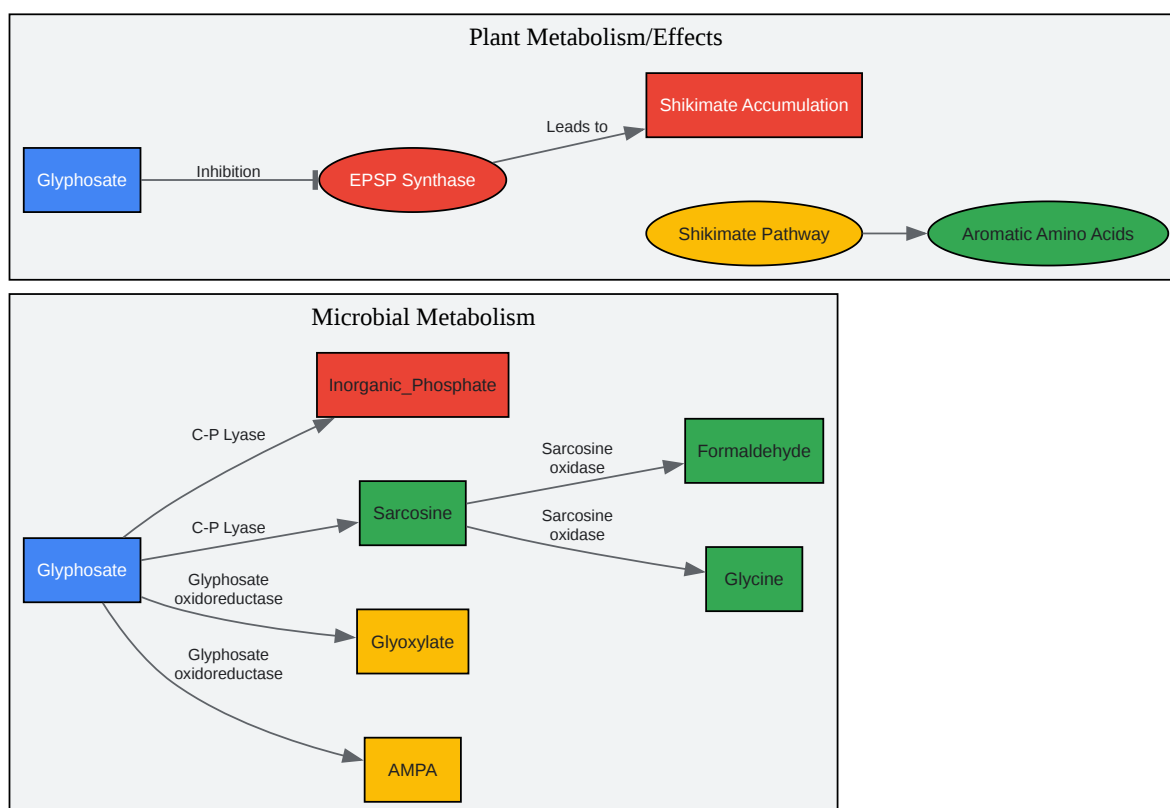 Plant Metabolism/Effects
Shikimate Accumulation
Leads to
Glyphosate
Inhibition
EPSP Synthase
Shikimate Pathway
Aromatic Amino Acids
Microbial Metabolism
Inorganic_Phosphate
C-P Lyase
Sarcosine
oxidase
Formaldehyde
Sarcosine
C-P Lyase
Sarcosine
oxidase
Glyphosate
Glycine
Glyphosate
oxidoreductase
Glyoxylate
Glyphosate
oxidoreductase
AMPA